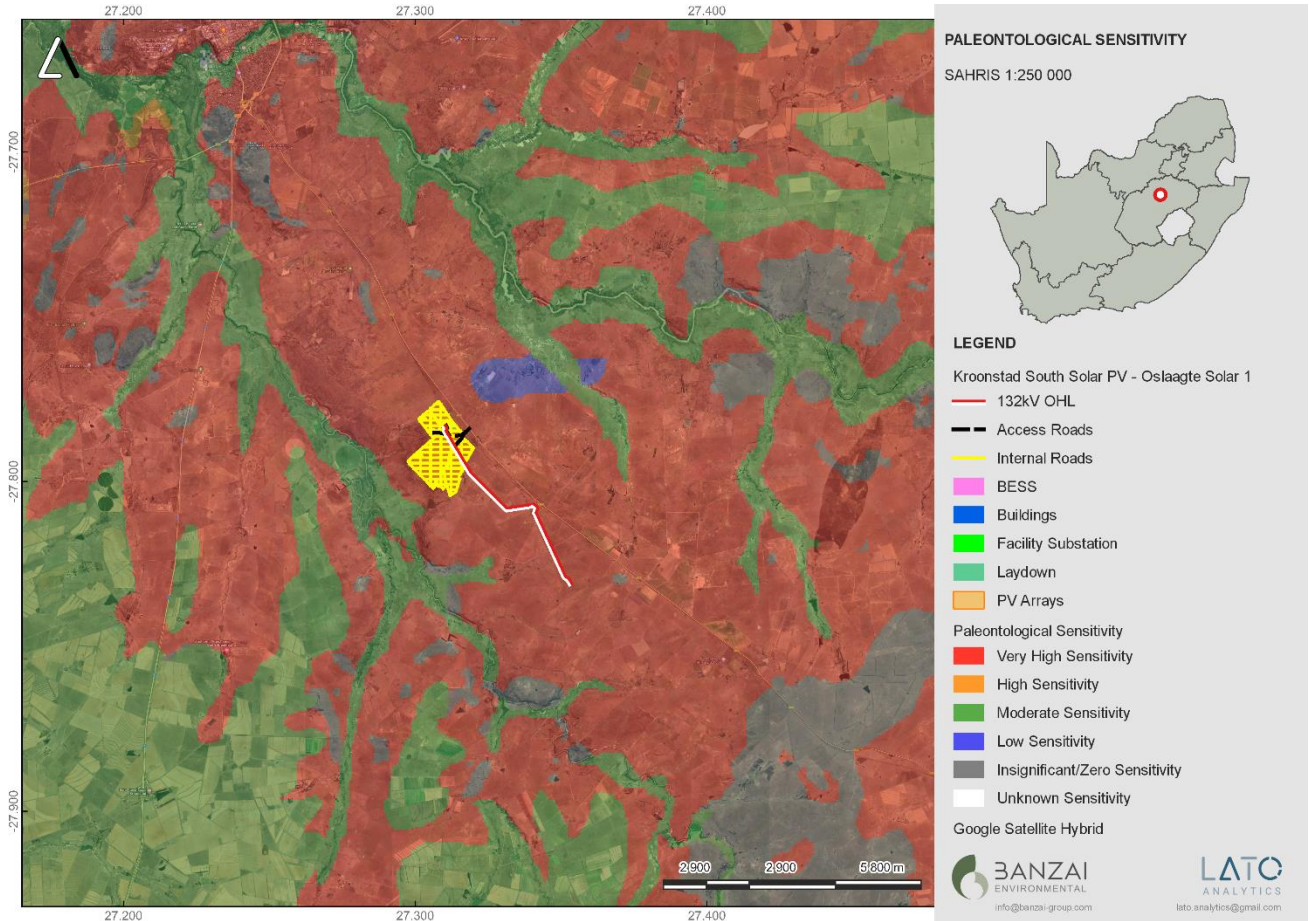 27.200
27.300
27.400
-27.700
-27.800
-27.900
27.200
27.300
27.400
2 900
2 900
5 800 m
PALEONTOLOGICAL SENSITIVITY
SAHRIS 1:250 000
LEGEND
Kroonstad South Solar PV - Oslaagte Solar 1
132kV OHL
Access Roads
Internal Roads
BESS
Buildings
Facility Substation
Laydown
PV Arrays
Paleontological Sensitivity
Very High Sensitivity
High Sensitivity
Moderate Sensitivity
Low Sensitivity
Insignificant/Zero Sensitivity
Unknown Sensitivity
Google Satellite Hybrid
BANZAI
ENVIRONMENTAL
info@banzai-group.com
LATO
ANALYTICS
lato.analytics@gmail.com